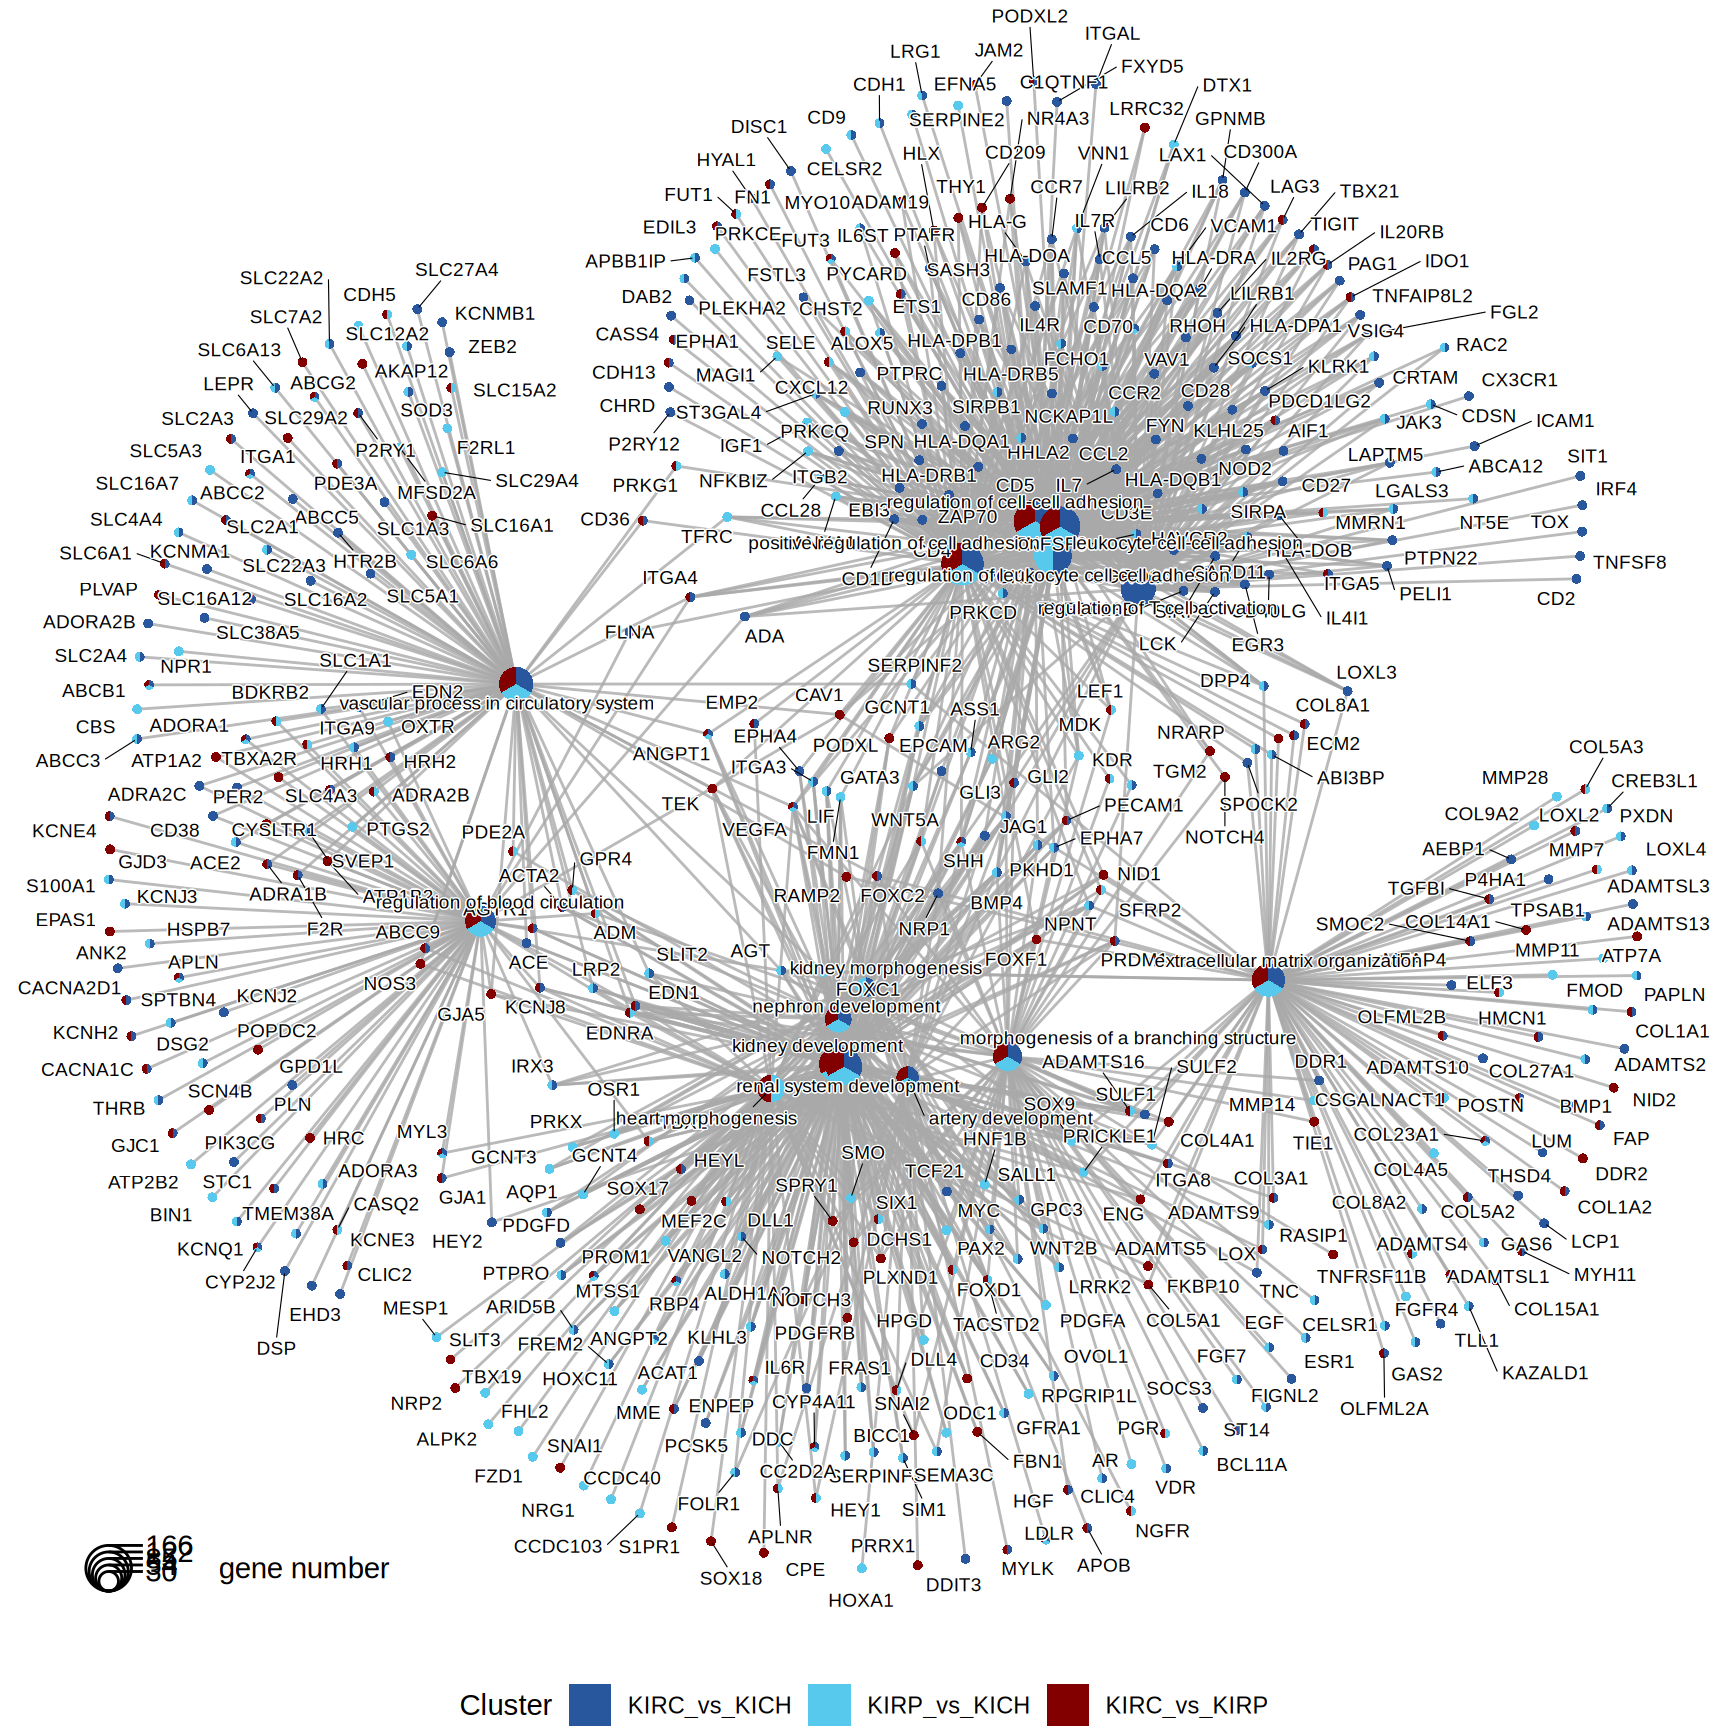 PODXL2
ITGAL
LRG1
JAM2
C1QTNF1
FXYD5
CDH1
EFNA5
DTX1
LRRC32
GPNMB
CD9
SERPINE2
NR4A3
DISC1
HLX
CD209
VNN1
LAX1
CD300A
HYAL1
CELSR2
FUT1
FN1
MYO10
ADAM19
THY1
CCR7
LILRB2
IL18
LAG3
TBX21
EDIL3
PRKCE
FUT3
IL6ST
PTAFR
HLA-G
IL7R
CD6
VCAM1
TIGIT
IL20RB
APBB1IP
FSTL3
PYCARD
SASH3
HLA-DOA
CCL5
HLA-DRA
IL2RG
PAG1
IDO1
DAB2
PLEKHA2
CHST2
ETS1
CD86
SLAMF1
HLA-DQA2
LILRB1
TNFAIP8L2
CASS4
EPHA1
SELE
ALOX5
HLA-DPB1
IL4R
CD70
RHOH
HLA-DPA1
VSIG4
FGL2
CDH13
MAGI1
CXCL12
PTPRC
HLA-DRB5
FCHO1
VAV1
SOCS1
KLRK1
RAC2
CHRD
ST3GAL4
RUNX3
SIRPB1
NCKAP1L
CCR2
CD28
PDCD1LG2
CRTAM
CX3CR1
P2RY12
IGF1
PRKCQ
SPN
HLA-DQA1
HHLA2
CCL2
FYN
KLHL25
AIF1
JAK3
CDSN
ICAM1
PRKG1
NFKBIZ
ITGB2
HLA-DRB1
CD5
IL7
HLA-DQB1
NOD2
CD27
LAPTM5
ABCA12
SIT1
CD36
TFRC
CCL28
EBI3
ZAP70
CD3E
SIRPA
LGALS3
MMRN1
NT5E
TOX
IRF4
regulation of cell-cell adhesion
positive regulation of cell adhesion
leukocyte cell-cell adhesion
HLA-DOB
PTPN22
TNFSF8
ITGA4
regulation of leukocyte cell-cell adhesion
ITGA5
PELI1
CD2
PRKCD
regulation of T cell activation
IL4I1
FLNA
ADA
LCK
EGR3
SLC22A2
SLC27A4
CDH5
SLC7A2
SLC12A2
KCNMB1
SLC6A13
ZEB2
LEPR
ABCG2
AKAP12
SLC15A2
SLC2A3
SLC29A2
SOD3
SLC5A3
ITGA1
P2RY1
F2RL1
SLC16A7
ABCC2
PDE3A
MFSD2A
SLC29A4
SLC4A4
SLC2A1
ABCC5
SLC1A3
SLC16A1
SLC6A1
KCNMA1
SLC22A3
HTR2B
SLC6A6
PLVAP
SLC16A12
SLC16A2
SLC5A1
ADORA2B
SLC38A5
SLC2A4
NPR1
SLC1A1
ABCB1
BDKRB2
EDN2
vascular process in circulatory system
CBS
ADORA1
ITGA9
OXTR
ABCC3
ATP1A2
TBXA2R
HRH1
HRH2
ADRA2C
PER2
SLC4A3
ADRA2B
KCNE4
CD38
CYSLTR1
PTGS2
PDE2A
GJD3
ACE2
SVEP1
GPR4
S100A1
KCNJ3
ADRA1B
ACTA2
regulation of blood circulation
EPAS1
HSPB7
F2R
ABCC9
ADM
ANK2
APLN
ACE
LRP2
SLIT2
AGT
CACNA2D1
SPTBN4
KCNJ2
NOS3
GJA5
KCNJ8
EDN1
KCNH2
DSG2
POPDC2
EDNRA
CACNA1C
GPD1L
IRX3
THRB
SCN4B
PLN
OSR1
GJC1
PIK3CG
HRC
MYL3
PRKX
ATP2B2
STC1
ADORA3
GCNT3
GCNT4
BIN1
TMEM38A
CASQ2
GJA1
AQP1
SOX17
KCNQ1
KCNE3
HEY2
PDGFD
CYP2J2
CLIC2
EHD3
DSP
SERPINF2
EMP2
CAV1
GCNT1
ASS1
LEF1
DPP4
LOXL3
MDK
COL8A1
ANGPT1
EPHA4
PODXL
EPCAM
ARG2
NRARP
ECM2
ITGA3
GATA3
KDR
TGM2
ABI3BP
TEK
LIF
GLI3
GLI2
PECAM1
SPOCK2
VEGFA
WNT5A
JAG1
EPHA7
NOTCH4
FMN1
SHH
PKHD1
NID1
RAMP2
FOXC2
BMP4
SFRP2
NRP1
NPNT
FOXF1
kidney morphogenesis
FOXC1
nephron development
extracellular matrix organization
kidney development
morphogenesis of a branching structure
renal system development
heart morphogenesis
artery development
COL5A3
MMP28
CREB3L1
COL9A2
LOXL2
PXDN
AEBP1
MMP7
LOXL4
TGFBI
P4HA1
ADAMTSL3
SMOC2
COL14A1
TPSAB1
ADAMTS13
MMP11
ATP7A
ELF3
FMOD
PAPLN
OLFML2B
HMCN1
COL1A1
ADAMTS16
SULF2
DDR1
ADAMTS10
COL27A1
ADAMTS2
SOX9
SULF1
MMP14
CSGALNACT1
POSTN
BMP1
NID2
HNF1B
PRICKLE1
COL4A1
TIE1
COL23A1
LUM
FAP
SMO
TCF21
SALL1
ITGA8
COL3A1
COL4A5
THSD4
DDR2
HEYL
SPRY1
SIX1
MYC
GPC3
ENG
ADAMTS9
COL8A2
COL5A2
COL1A2
MEF2C
DLL1
DCHS1
PAX2
WNT2B
ADAMTS5
LOX
RASIP1
ADAMTS4
GAS6
LCP1
PTPRO
PROM1
VANGL2
NOTCH2
PLXND1
FOXD1
LRRK2
FKBP10
TNC
TNFRSF11B
ADAMTSL1
MYH11
MESP1
ARID5B
MTSS1
RBP4
NOTCH3
HPGD
TACSTD2
PDGFA
COL5A1
EGF
CELSR1
FGFR4
COL15A1
SLIT3
FREM2
ANGPT2
KLHL3
PDGFRB
TLL1
TBX19
HOXC11
ACAT1
IL6R
FRAS1
DLL4
CD34
OVOL1
FGF7
ESR1
GAS2
KAZALD1
NRP2
FHL2
MME
ENPEP
CYP4A11
SNAI2
ODC1
RPGRIP1L
SOCS3
FIGNL2
OLFML2A
ALPK2
SNAI1
PCSK5
DDC
BICC1
GFRA1
PGR
ST14
FZD1
CCDC40
CC2D2A
SEMA3C
FBN1
AR
BCL11A
NRG1
FOLR1
HEY1
SIM1
HGF
CLIC4
VDR
CCDC103
S1PR1
APLNR
PRRX1
LDLR
NGFR
SOX18
CPE
DDIT3
MYLK
APOB
HOXA1
166
gene number
Cluster
KIRC_vs_KICH
KIRP_vs_KICH
KIRC_vs_KIRP